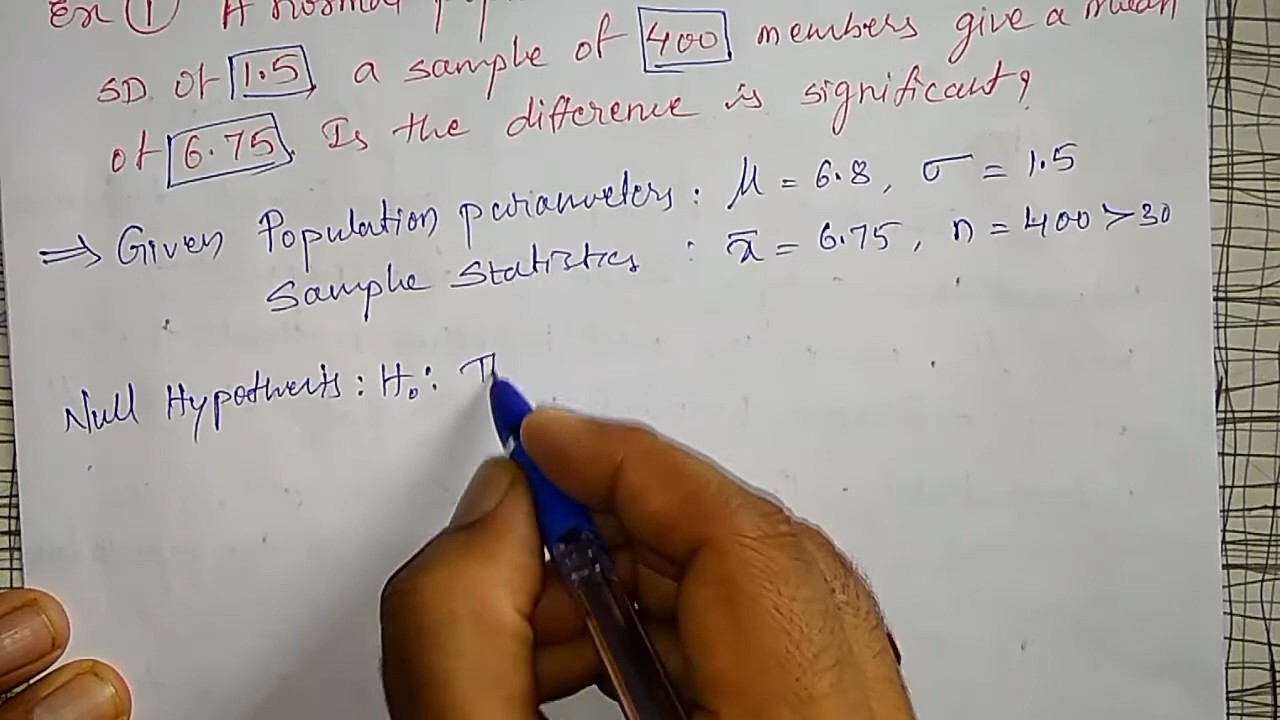 Ex ① A Normal
SD of 1.5 a sample of 400 members give a mean
of 6.75. Is the difference is significant?
⇒ Given Population parameters : μ = 6.8, σ = 1.5
Sample Statistics : x̄ = 6.75, n = 400 > 30
Null Hypothesis : H₀ : T